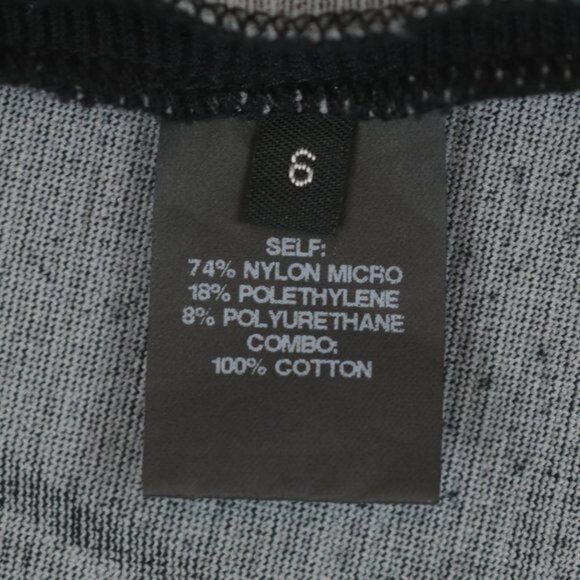 6
SELF:
74% NYLON MICRO
18% POLETHYLENE
8% POLYURETHANE
COMBO:
100% COTTON